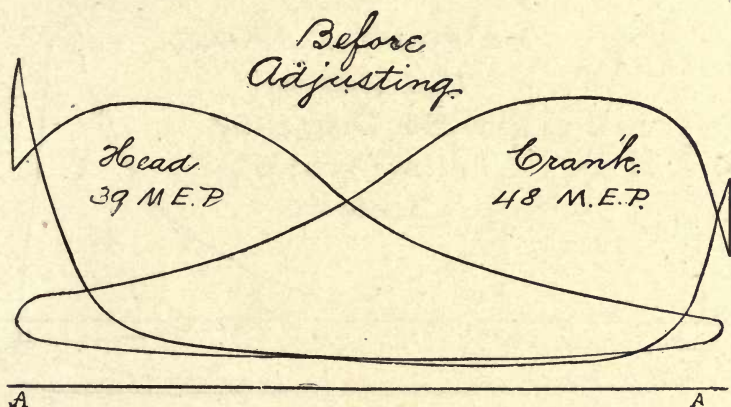 Before
Adjusting.
Head.
39 M E.P
Crank.
48 M.E.P.
A
A